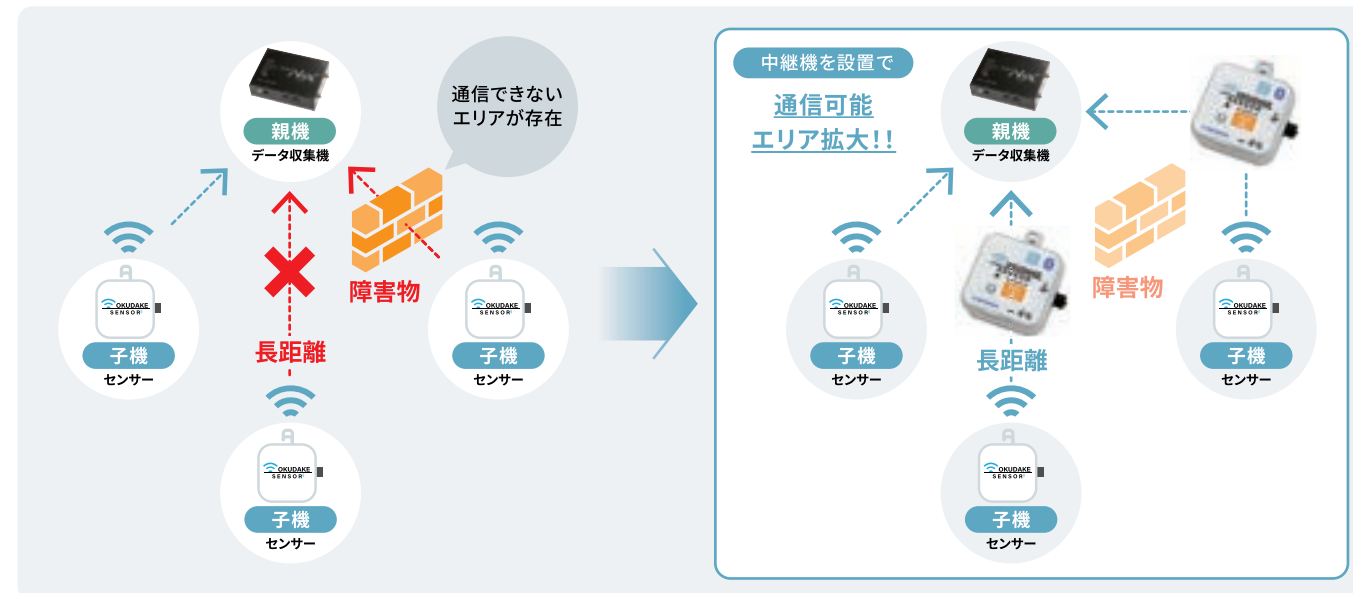 通信できない
エリアが存在
親機
データ収集機
OKUDAKE
SENSOR
子機
センサー
障害物
OKUDAKE
SENSOR
子機
センサー
長距離
OKUDAKE
SENSOR
子機
センサー
中継機を設置で
通信可能
エリア拡大!!
親機
データ収集機
OKUDAKE
SENSOR
子機
センサー
障害物
長距離
OKUDAKE
SENSOR
子機
センサー
OKUDAKE
SENSOR
子機
センサー